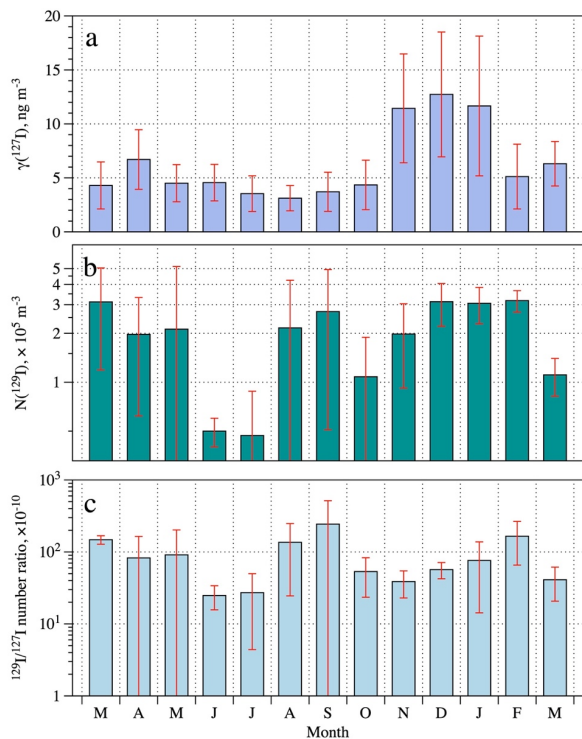 a
20
15
10
5
0
γ(¹²⁷I), ng m⁻³
b
5
4
3
2
1
N(¹²⁹I), × 10⁵ m⁻³
c
10³
10²
10¹
1
¹²⁹I/¹²⁷I number ratio, ×10⁻¹⁰
M A M J J A S O N D J F M
Month